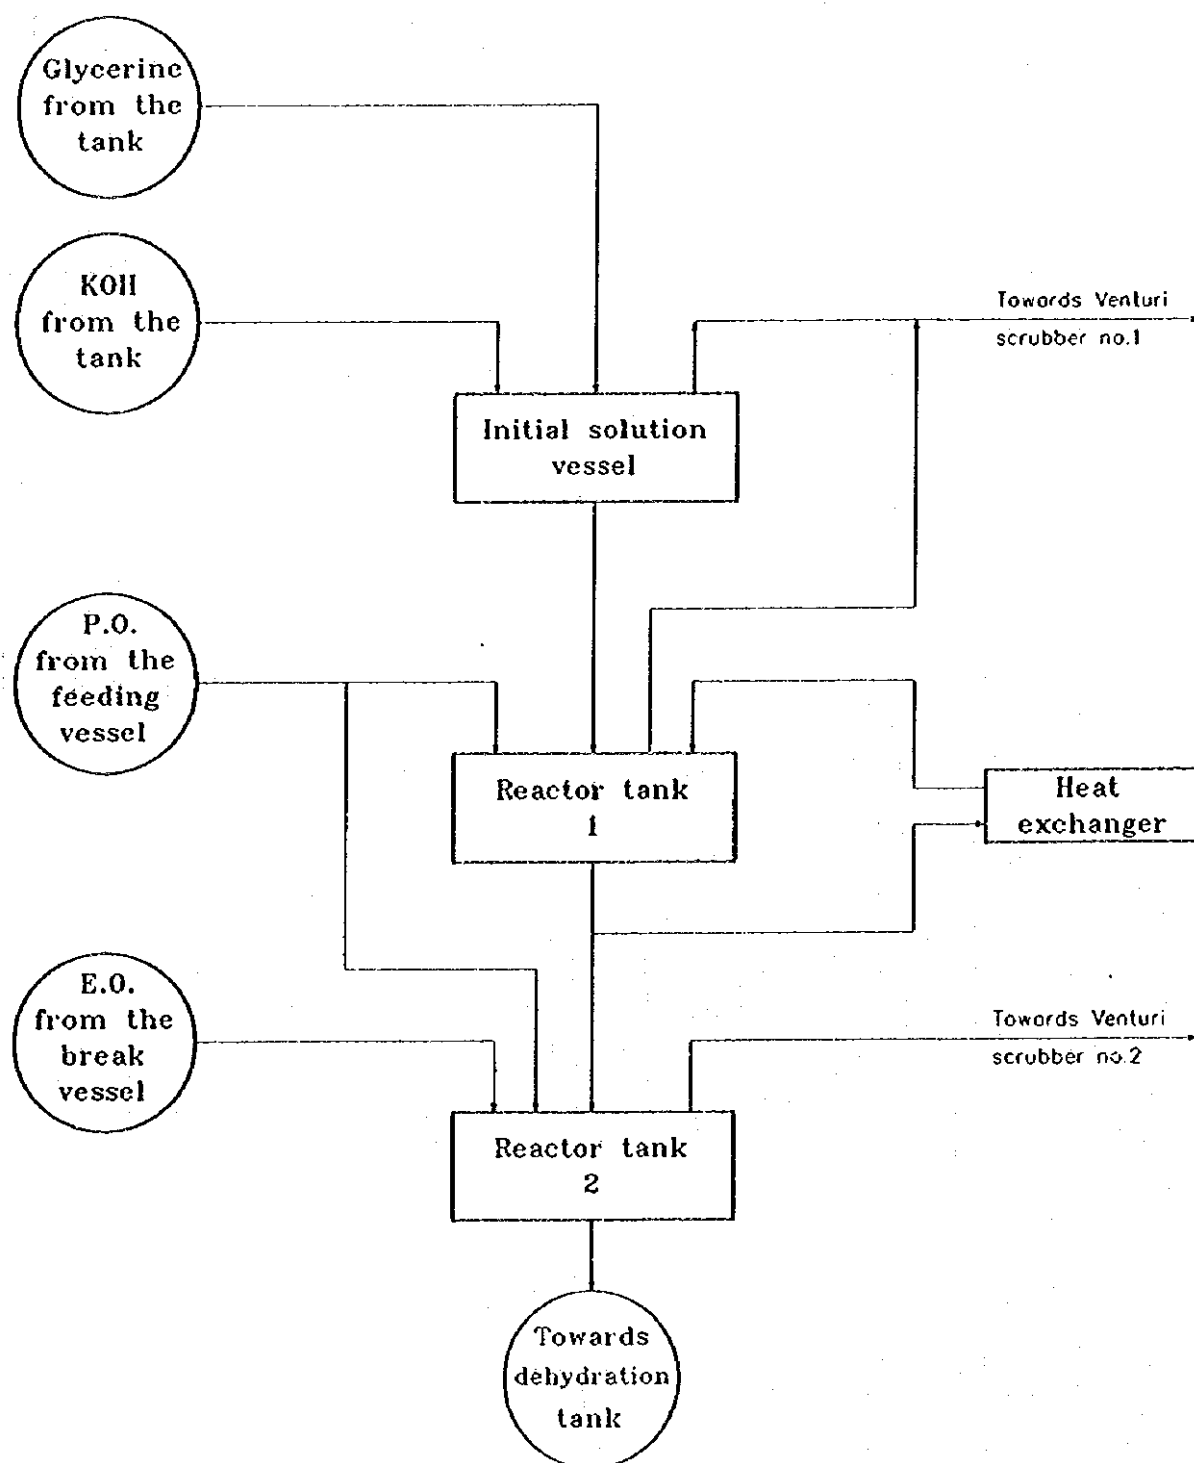 Glycerine
from the
tank
KOH
from the
tank
Towards Venturi
scrubber no.1
Initial solution
vessel
P.O.
from the
feeding
vessel
Reactor tank
1
Heat
exchanger
E.O.
from the
break
vessel
Towards Venturi
scrubber no.2
Reactor tank
2
Towards
dehydration
tank